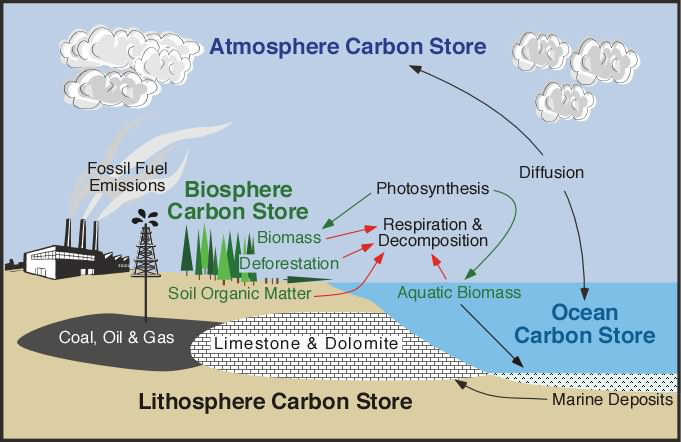 Atmosphere Carbon Store
Fossil Fuel
Emissions
Diffusion
Biosphere
Carbon Store
Photosynthesis
Biomass
Respiration &
Decomposition
Deforestation
Soil Organic Matter
Aquatic Biomass
Ocean
Carbon Store
Coal, Oil & Gas
Limestone & Dolomite
Lithosphere Carbon Store
Marine Deposits